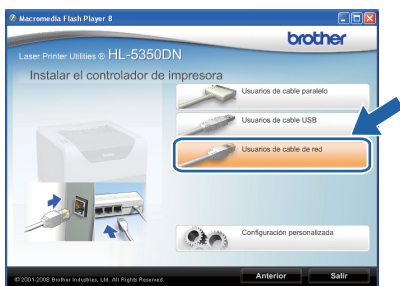 Macromedia Flash Player 8
brother
Laser Printer Utilities ® HL-5350DN
Instalar el controlador de impresora
Usuarios de cable paralelo
Usuarios de cable USB
Usuarios de cable de red
Configuración personalizada
© 2001-2008 Brother Industries, Ltd. All Rights Reserved.
Anterior
Salir